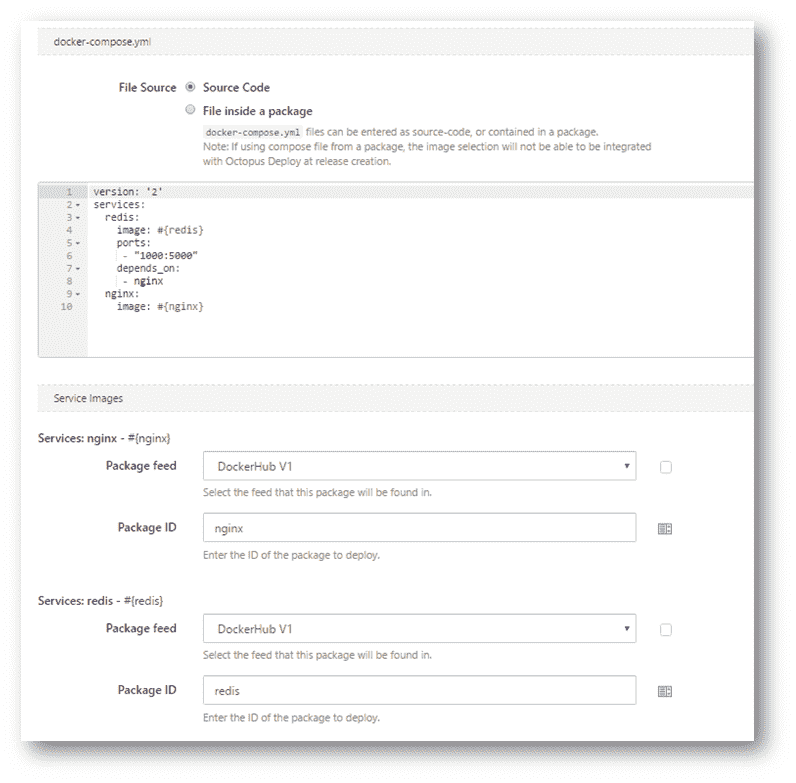 docker-compose.yml
File Source Source Code
File inside a package
docker-compose.yml files can be entered as source-code, or contained in a package.
Note: If using compose file from a package, the image selection will not be able to be integrated
with Octopus Deploy at release creation.
1 version: '2'
2 services:
3 redis:
4 image: #{redis}
5 ports:
6 - "1000:5000"
7 depends_on:
8 - nginx
9 nginx:
10 image: #{nginx}
Service Images
Services: nginx - #{nginx}
Package feed DockerHub V1
Select the feed that this package will be found in.
Package ID nginx
Enter the ID of the package to deploy.
Services: redis - #{redis}
Package feed DockerHub V1
Select the feed that this package will be found in.
Package ID redis
Enter the ID of the package to deploy.